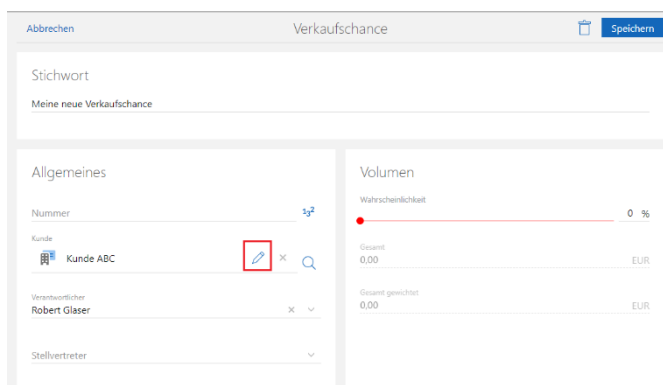 Abbrechen Verkaufschance Speichern
Stichwort
Meine neue Verkaufschance
Allgemeines
Nummer
Kunde
Kunde ABC
Verantwortlicher
Robert Glaser
Stellvertreter
Volumen
Wahrscheinlichkeit
0 %
Gesamt
0,00 EUR
Gesamt gewichtet
0,00 EUR